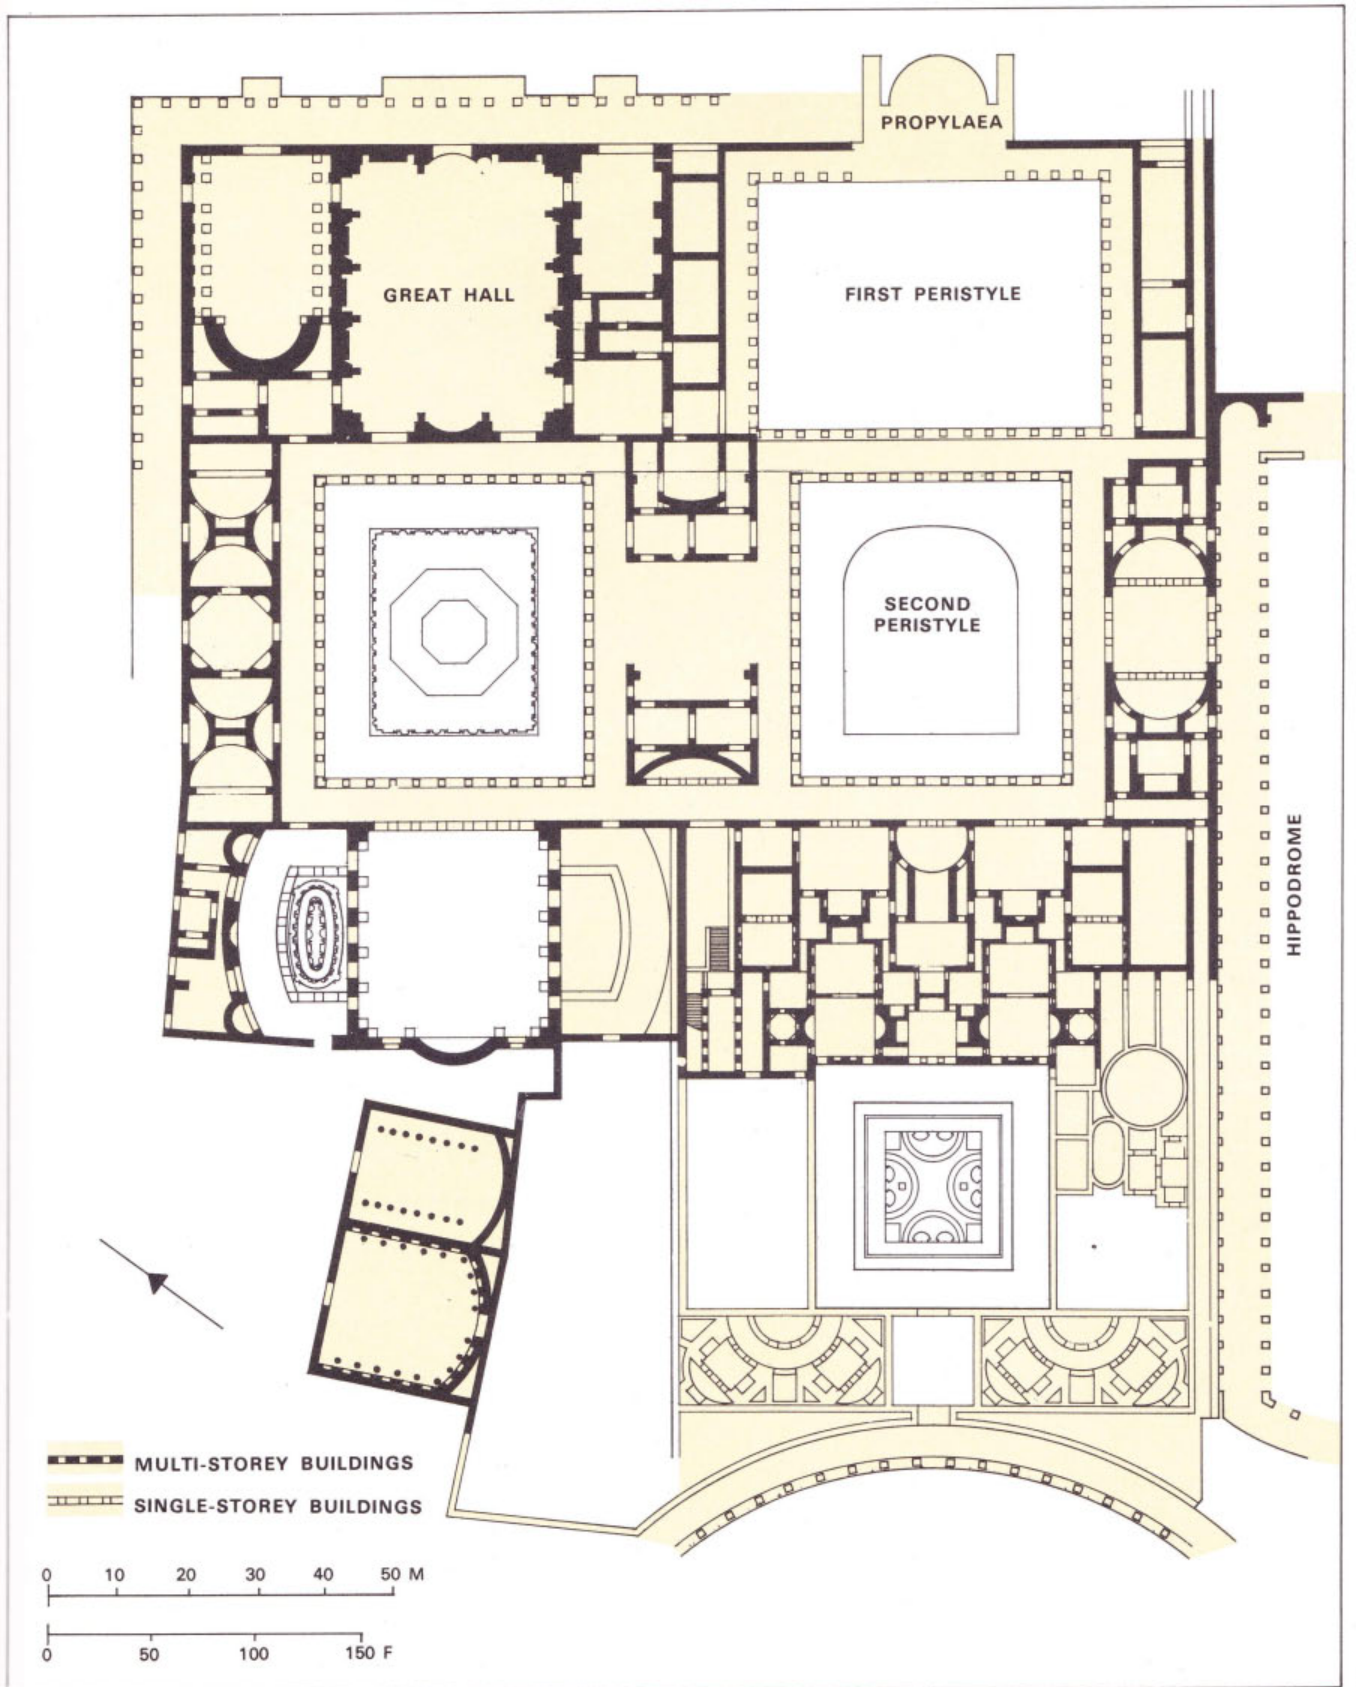 PROPYLAEA
GREAT HALL
FIRST PERISTYLE
SECOND
PERISTYLE
HIPPODROME
MULTI-STOREY BUILDINGS
SINGLE-STOREY BUILDINGS
0 10 20 30 40 50 M
0 50 100 150 F